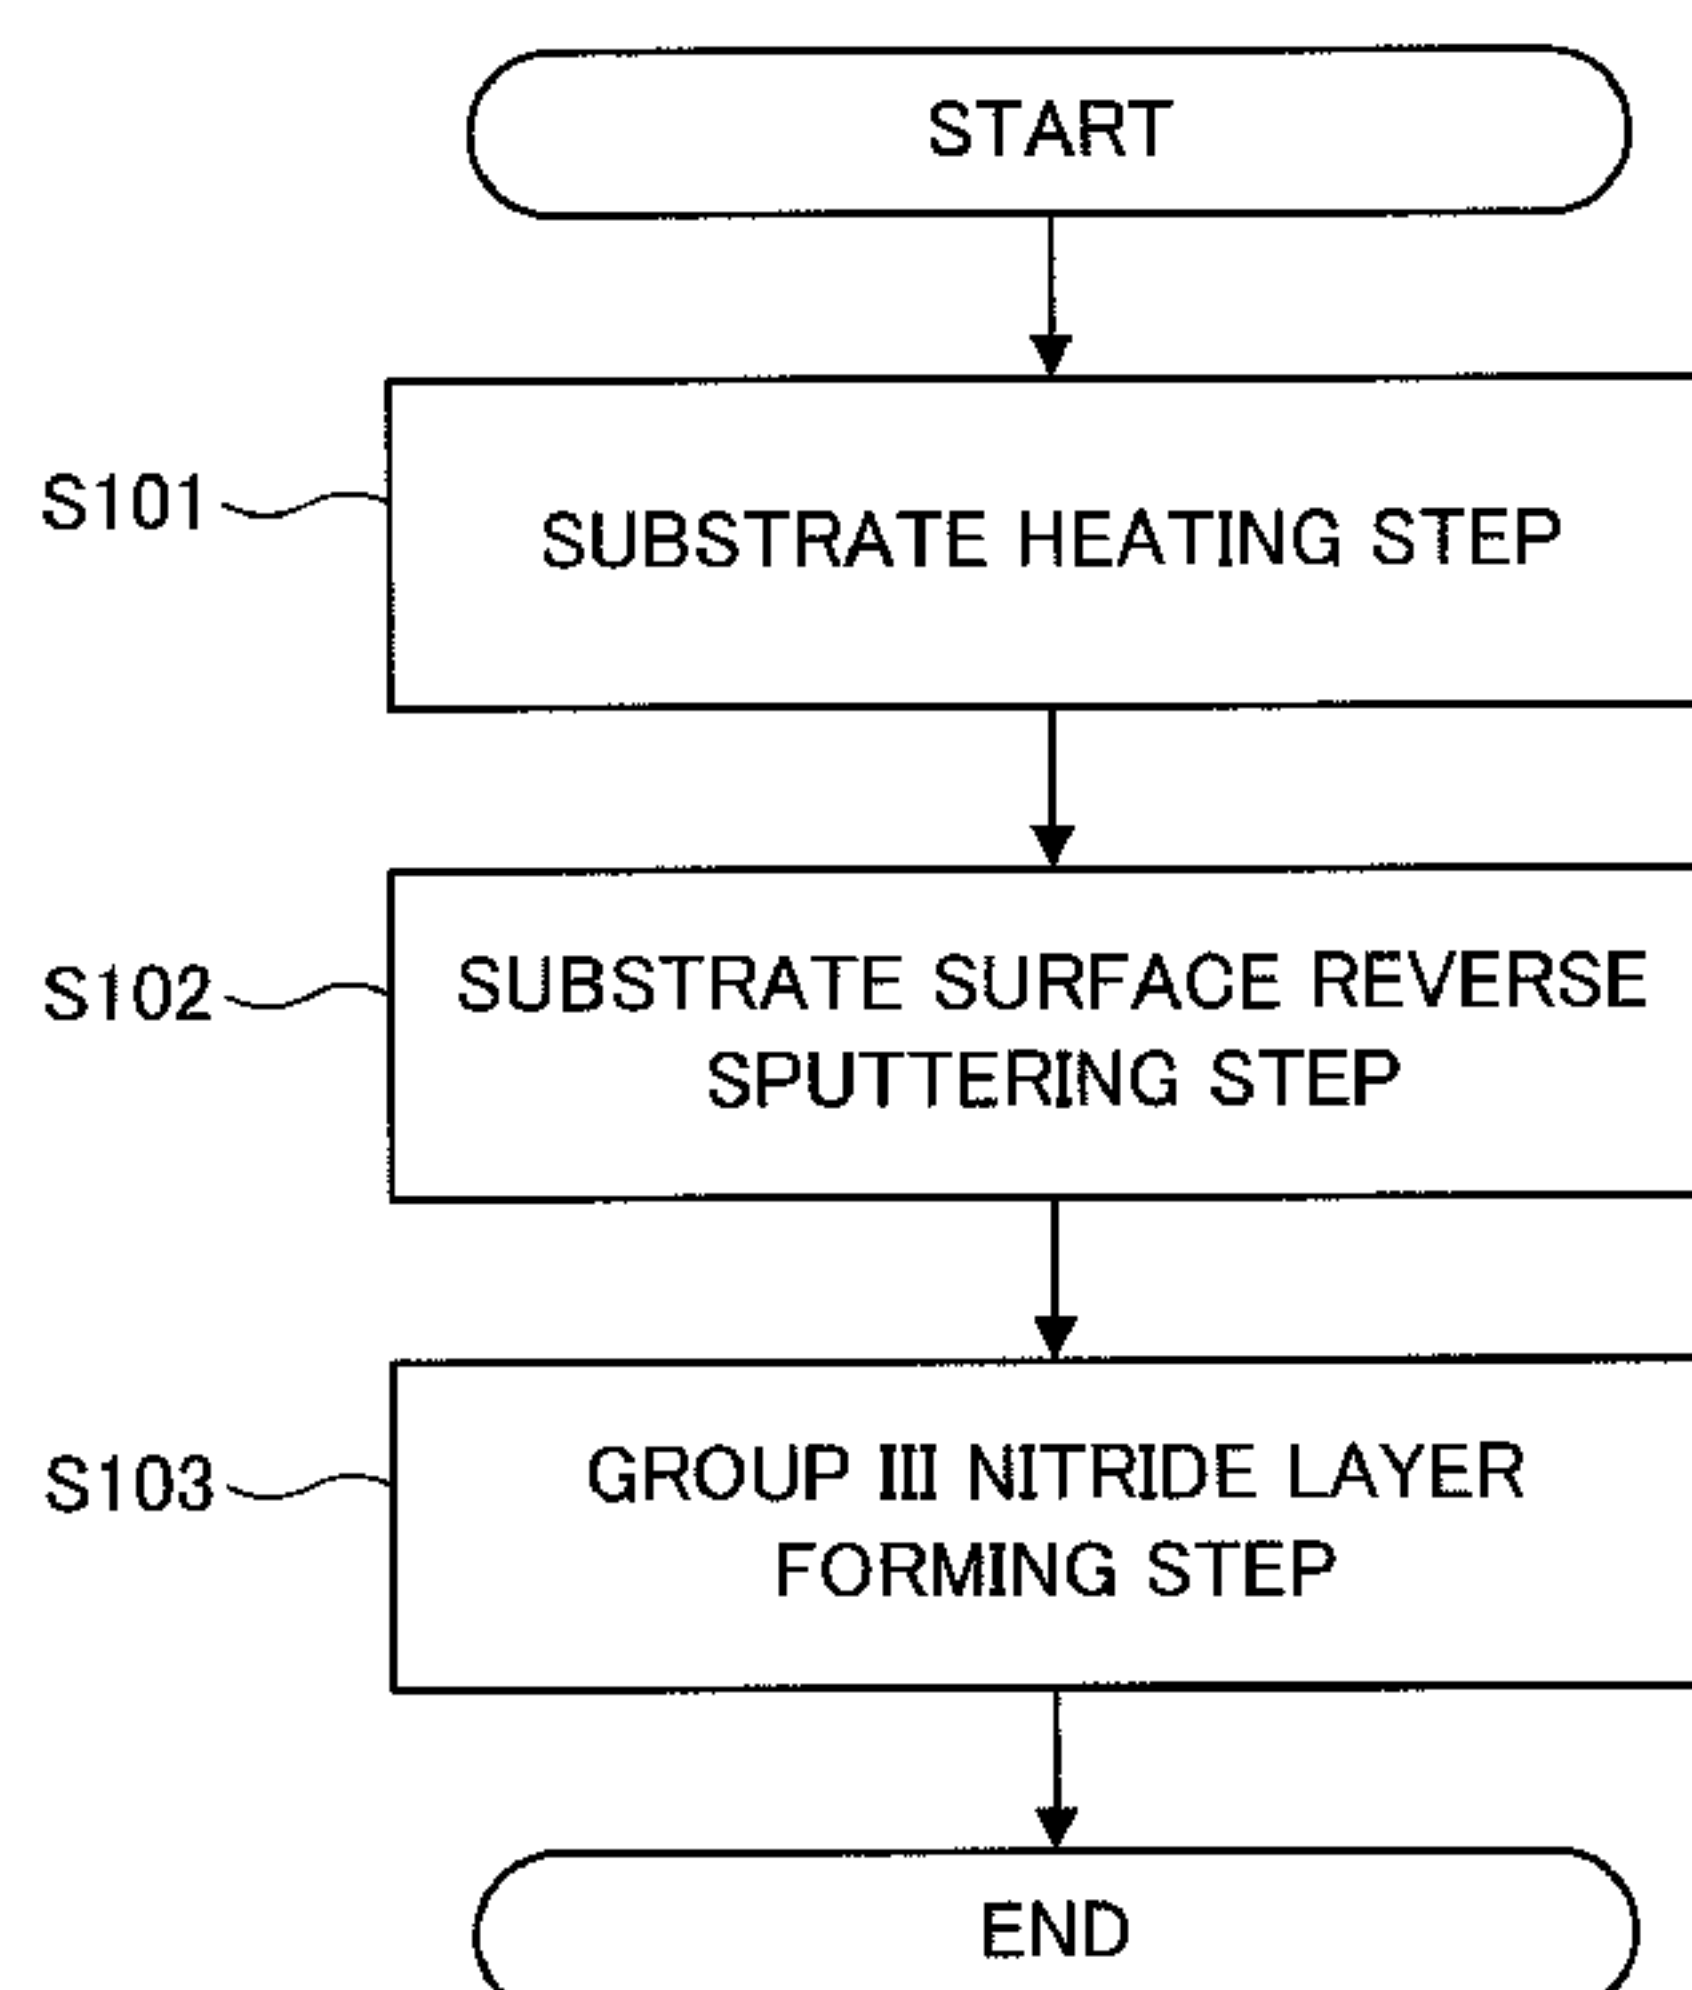 START
S101
SUBSTRATE HEATING STEP
S102
SUBSTRATE SURFACE REVERSE
SPUTTERING STEP
S103
GROUP III NITRIDE LAYER
FORMING STEP
END